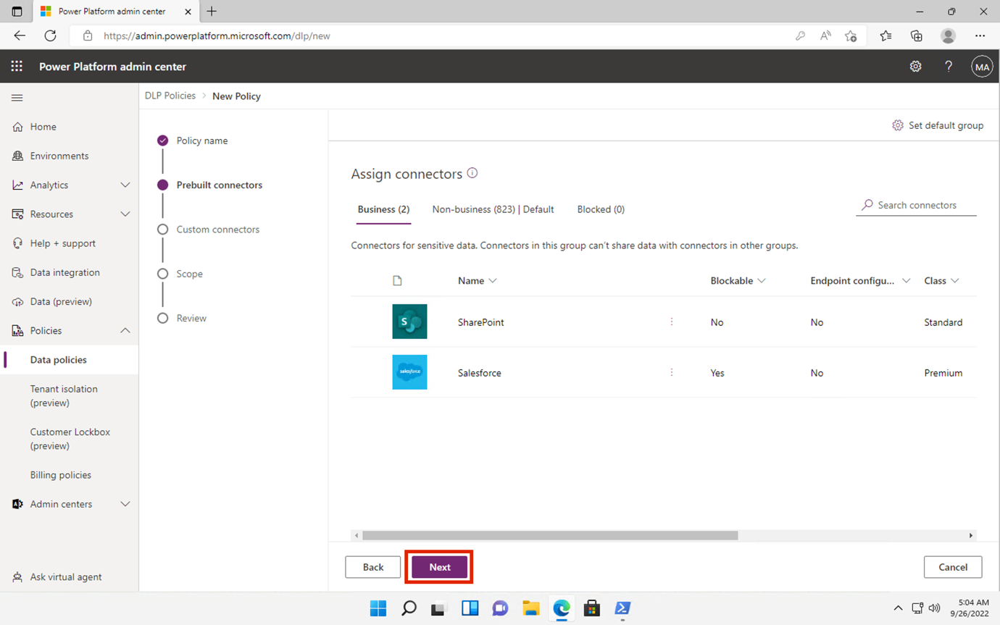 Power Platform admin center
https://admin.powerplatform.microsoft.com/dlp/new
Power Platform admin center
?
MA
DLP Policies > New Policy
Home
Environments
Analytics
Resources
Help + support
Data integration
Data (preview)
Policies
Data policies
Tenant isolation
(preview)
Customer Lockbox
(preview)
Billing policies
Admin centers
Ask virtual agent
Policy name
Prebuilt connectors
Custom connectors
Scope
Review
Set default group
Assign connectors
Business (2) Non-business (823) | Default Blocked (0)
Search connectors
Connectors for sensitive data. Connectors in this group can't share data with connectors in other groups.
Name Blockable Endpoint configu... Class
S SharePoint No No Standard
salesforce Salesforce Yes No Premium
Back Next Cancel
5:04 AM
9/26/2022